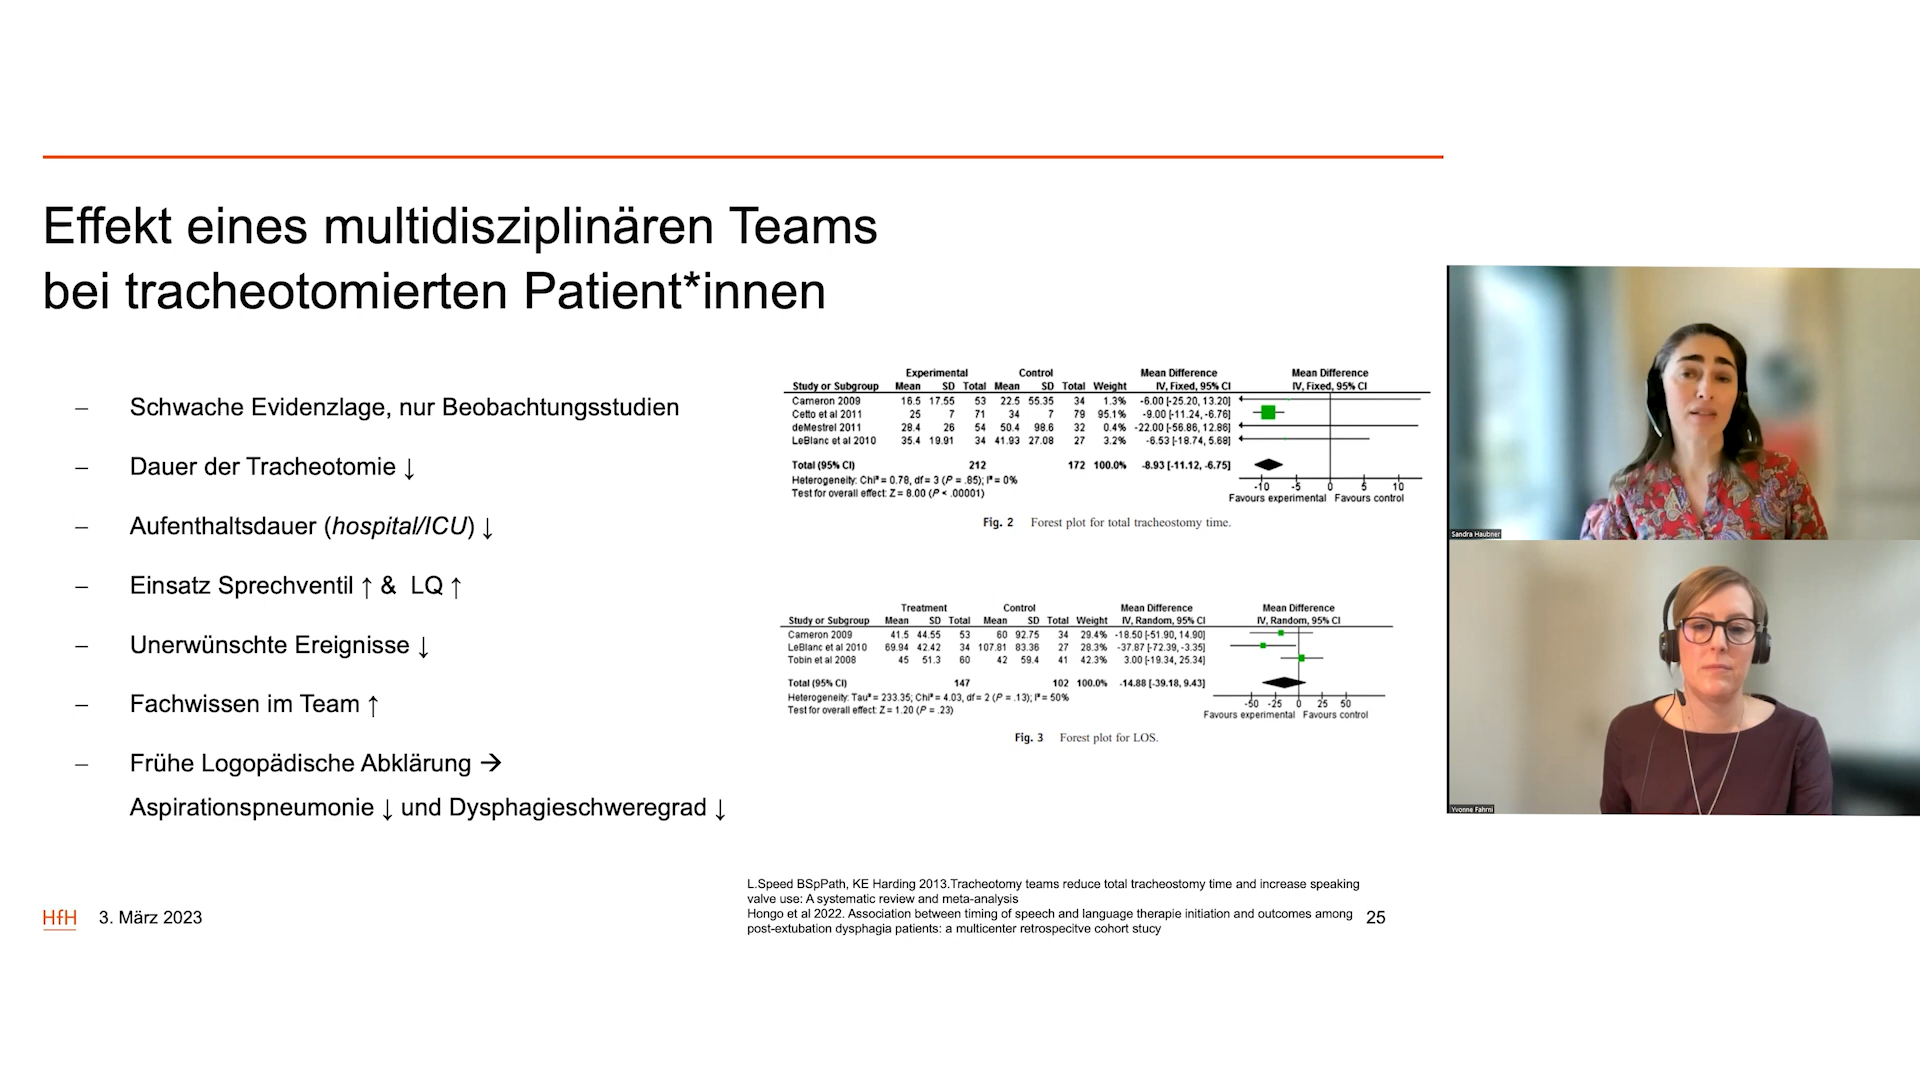 Effekt eines multidisziplinären Teams
bei tracheotomierten Patient*innen
– Schwache Evidenzlage, nur Beobachtungsstudien
– Dauer der Tracheotomie ↓
– Aufenthaltsdauer (hospital/ICU) ↓
– Einsatz Sprechventil ↑ & LQ ↑
– Unerwünschte Ereignisse ↓
– Fachwissen im Team ↑
– Frühe Logopädische Abklärung →
Aspirationspneumonie ↓ und Dysphagieschweregrad ↓
Experimental Control Mean Difference Mean Difference
Study or Subgroup Mean SD Total Mean SD Total Weight IV, Fixed, 95% CI IV, Fixed, 95% CI
Cameron 2009 16.5 17.55 53 22.5 55.35 34 1.3% -6.00 [-25.20, 13.20]
Cetto et al 2011 25 7 71 34 7 79 95.1% -9.00 [-11.24, -6.76]
deMestrel 2011 28.4 26 54 50.4 98.6 32 0.4% -22.00 [-56.86, 12.86]
LeBlanc et al 2010 35.4 19.91 34 41.93 27.08 27 3.2% -6.53 [-18.74, 5.68]
Total (95% CI) 212 172 100.0% -8.93 [-11.12, -6.75]
Heterogeneity: Chi² = 0.78, df = 3 (P = .85); I² = 0%
Test for overall effect: Z = 8.00 (P < .00001)
-10 -5 0 5 10
Favours experimental Favours control
Fig. 2 Forest plot for total tracheostomy time.
Treatment Control Mean Difference Mean Difference
Study or Subgroup Mean SD Total Mean SD Total Weight IV, Random, 95% CI IV, Random, 95% CI
Cameron 2009 41.5 44.55 53 60 92.75 34 29.4% -18.50 [-51.90, 14.90]
LeBlanc et al 2010 69.94 42.42 34 107.81 83.36 27 28.3% -37.87 [-72.39, -3.35]
Tobin et al 2008 45 51.3 60 42 59.4 41 42.3% 3.00 [-19.34, 25.34]
Total (95% CI) 147 102 100.0% -14.88 [-39.18, 9.43]
Heterogeneity: Tau² = 233.35; Chi² = 4.03, df = 2 (P = .13); I² = 50%
Test for overall effect: Z = 1.20 (P = .23)
-50 -25 0 25 50
Favours experimental Favours control
Fig. 3 Forest plot for LOS.
L.Speed BSpPath, KE Harding 2013.Tracheotomy teams reduce total tracheostomy time and increase speaking
valve use: A systematic review and meta-analysis
Hongo et al 2022. Association between timing of speech and language therapie initiation and outcomes among
post-extubation dysphagia patients: a multicenter retrospecitve cohort stucy
HfH 3. März 2023
25
Sandra Haubner
Yvonne Fahrni